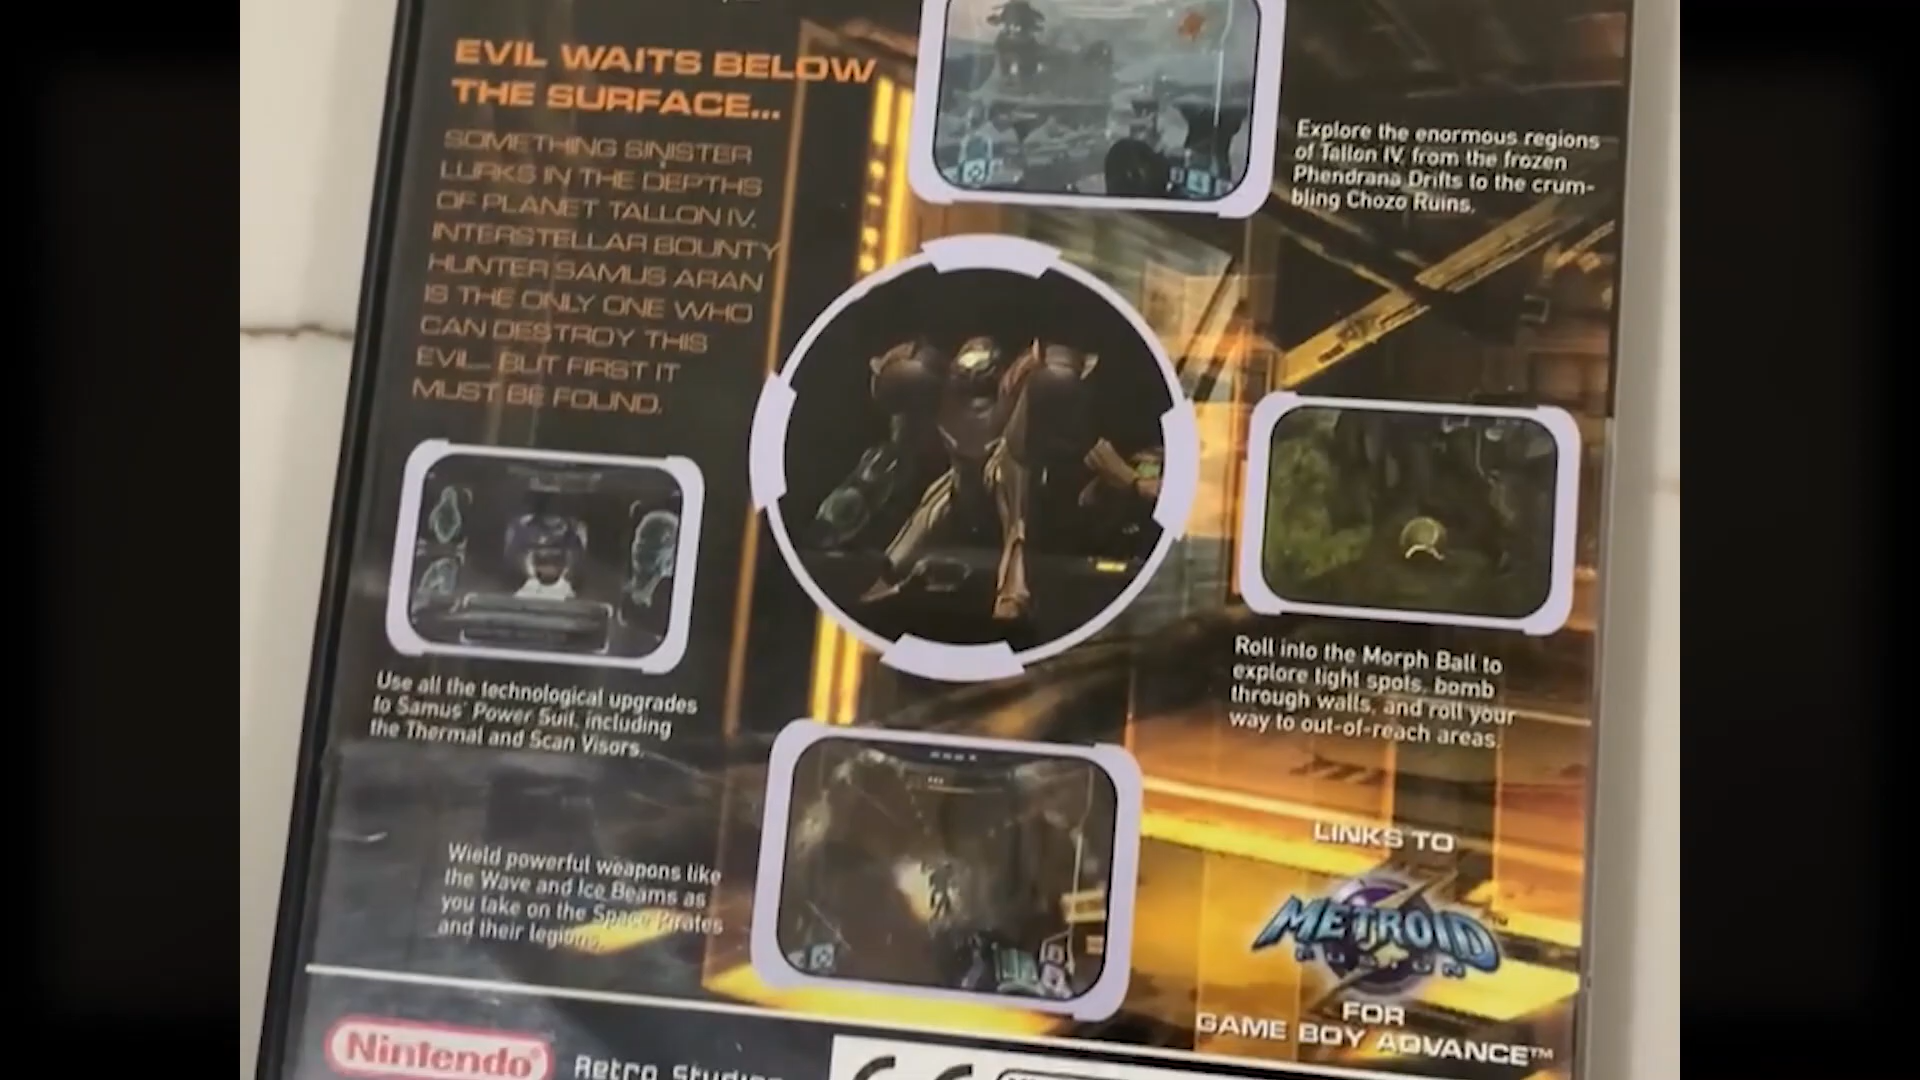 EVIL WAITS BELOW
THE SURFACE...
SOMETHING SINISTER
LURKS IN THE DEPTHS
OF PLANET TALLON IV.
INTERSTELLAR BOUNTY
HUNTER SAMUS ARAN
IS THE ONLY ONE WHO
CAN DESTROY THIS
EVIL... BUT FIRST IT
MUST BE FOUND.
Explore the enormous regions
of Tallon IV, from the frozen
Phendrana Drifts to the crum-
bling Chozo Ruins.
Use all the technological upgrades
to Samus' Power Suit, including
the Thermal and Scan Visors.
Roll into the Morph Ball to
explore tight spots, bomb
through walls, and roll your
way to out-of-reach areas.
Wield powerful weapons like
the Wave and Ice Beams as
you take on the Space Pirates
and their legions.
LINKS TO
METROID™
FUSION
FOR
GAME BOY ADVANCE™
Nintendo®
Retro Studios
CE